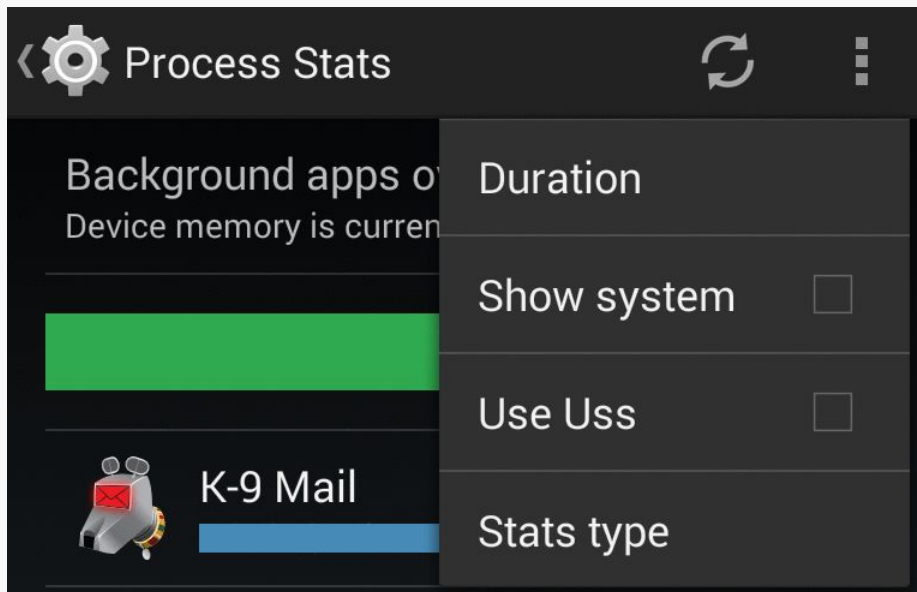 Process Stats
Background apps o
Device memory is curren
Duration
Show system
Use Uss
Stats type
K-9 Mail